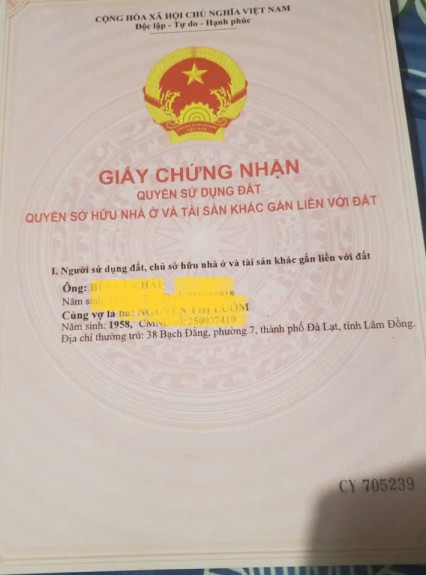 CỘNG HÒA XÃ HỘI CHỦ NGHĨA VIỆT NAM
Độc lập - Tự do - Hạnh phúc
GIẤY CHỨNG NHẬN
QUYỀN SỬ DỤNG ĐẤT
QUYỀN SỞ HỮU NHÀ Ở VÀ TÀI SẢN KHÁC GẮN LIỀN VỚI ĐẤT
I. Người sử dụng đất, chủ sở hữu nhà ở và tài sản khác gắn liền với đất
Ông:
Năm sinh
Cùng vợ là bà:
Năm sinh: 1958, CMND
Địa chỉ thường trú: 38 Bạch Đằng, phường 7, thành phố Đà Lạt, tỉnh Lâm Đồng.
CY 705239